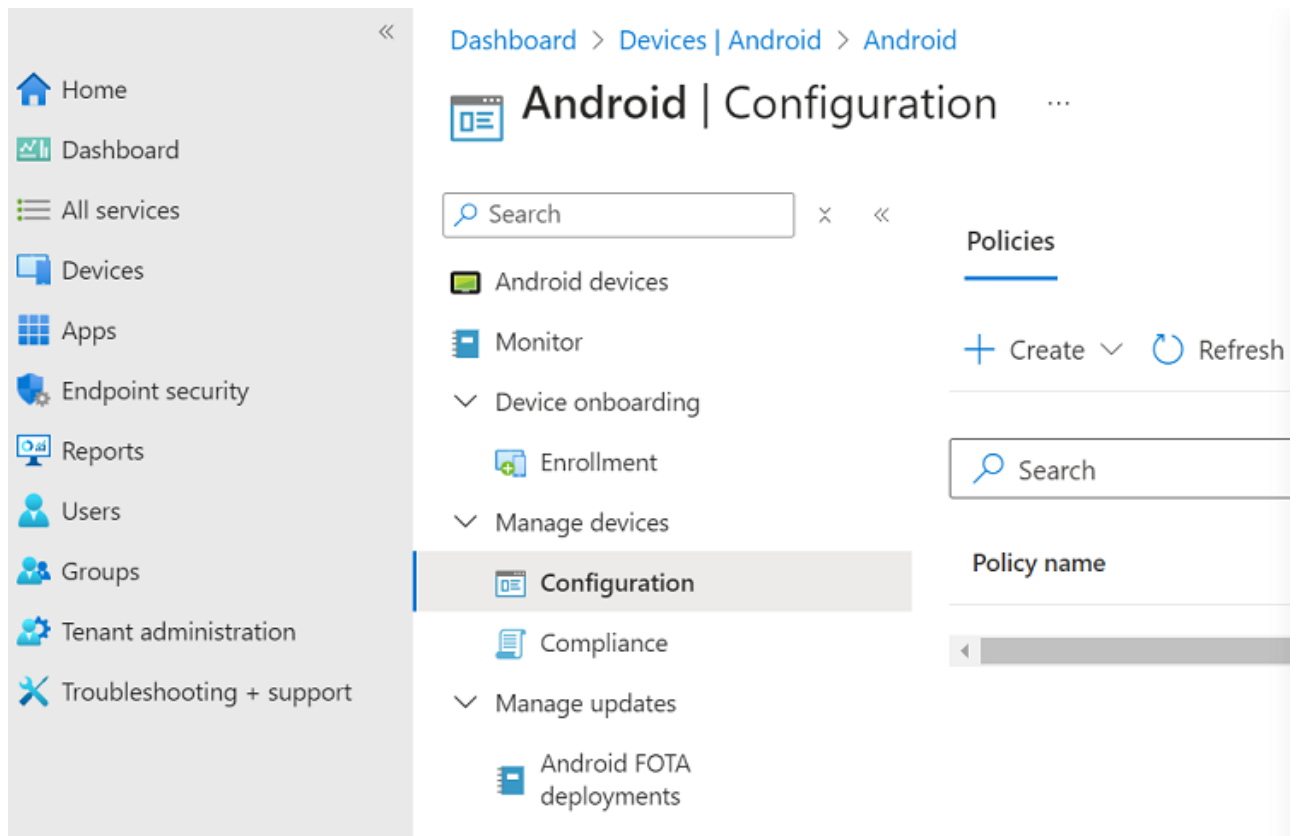 Home
Dashboard
All services
Devices
Apps
Endpoint security
Reports
Users
Groups
Tenant administration
Troubleshooting + support
Dashboard > Devices | Android > Android
Android | Configuration ...
Search
Android devices
Monitor
Device onboarding
Enrollment
Manage devices
Configuration
Compliance
Manage updates
Android FOTA
deployments
Policies
Create Refresh
Search
Policy name